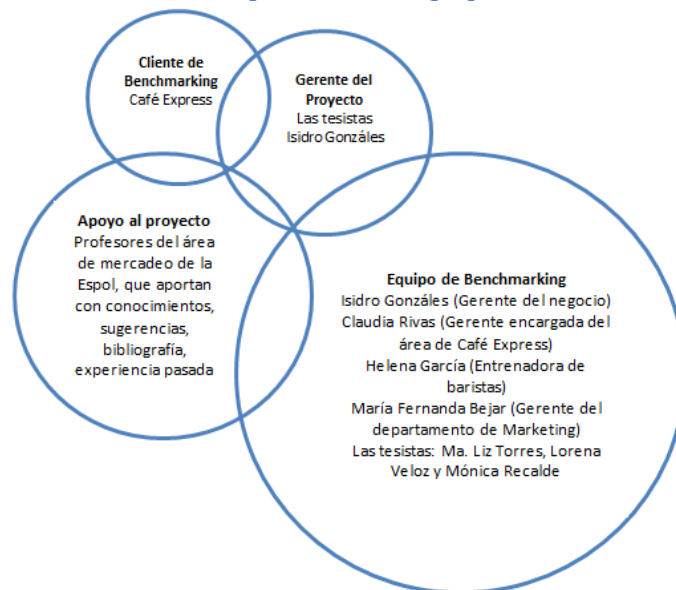 Cliente de
Benchmarking
Café Express
Gerente del
Proyecto
Las tesistas
Isidro Gonzáles
Apoyo al proyecto
Profesores del área
de mercadeo de la
Espol, que aportan
con conocimientos,
sugerencias,
bibliografía,
experiencia pasada
Equipo de Benchmarking
Isidro Gonzáles (Gerente del negocio)
Claudia Rivas (Gerente encargada del
área de Café Express)
Helena García (Entrenadora de
baristas)
María Fernanda Bejar (Gerente del
departamento de Marketing)
Las tesistas: Ma. Liz Torres, Lorena
Veloz y Mónica Recalde